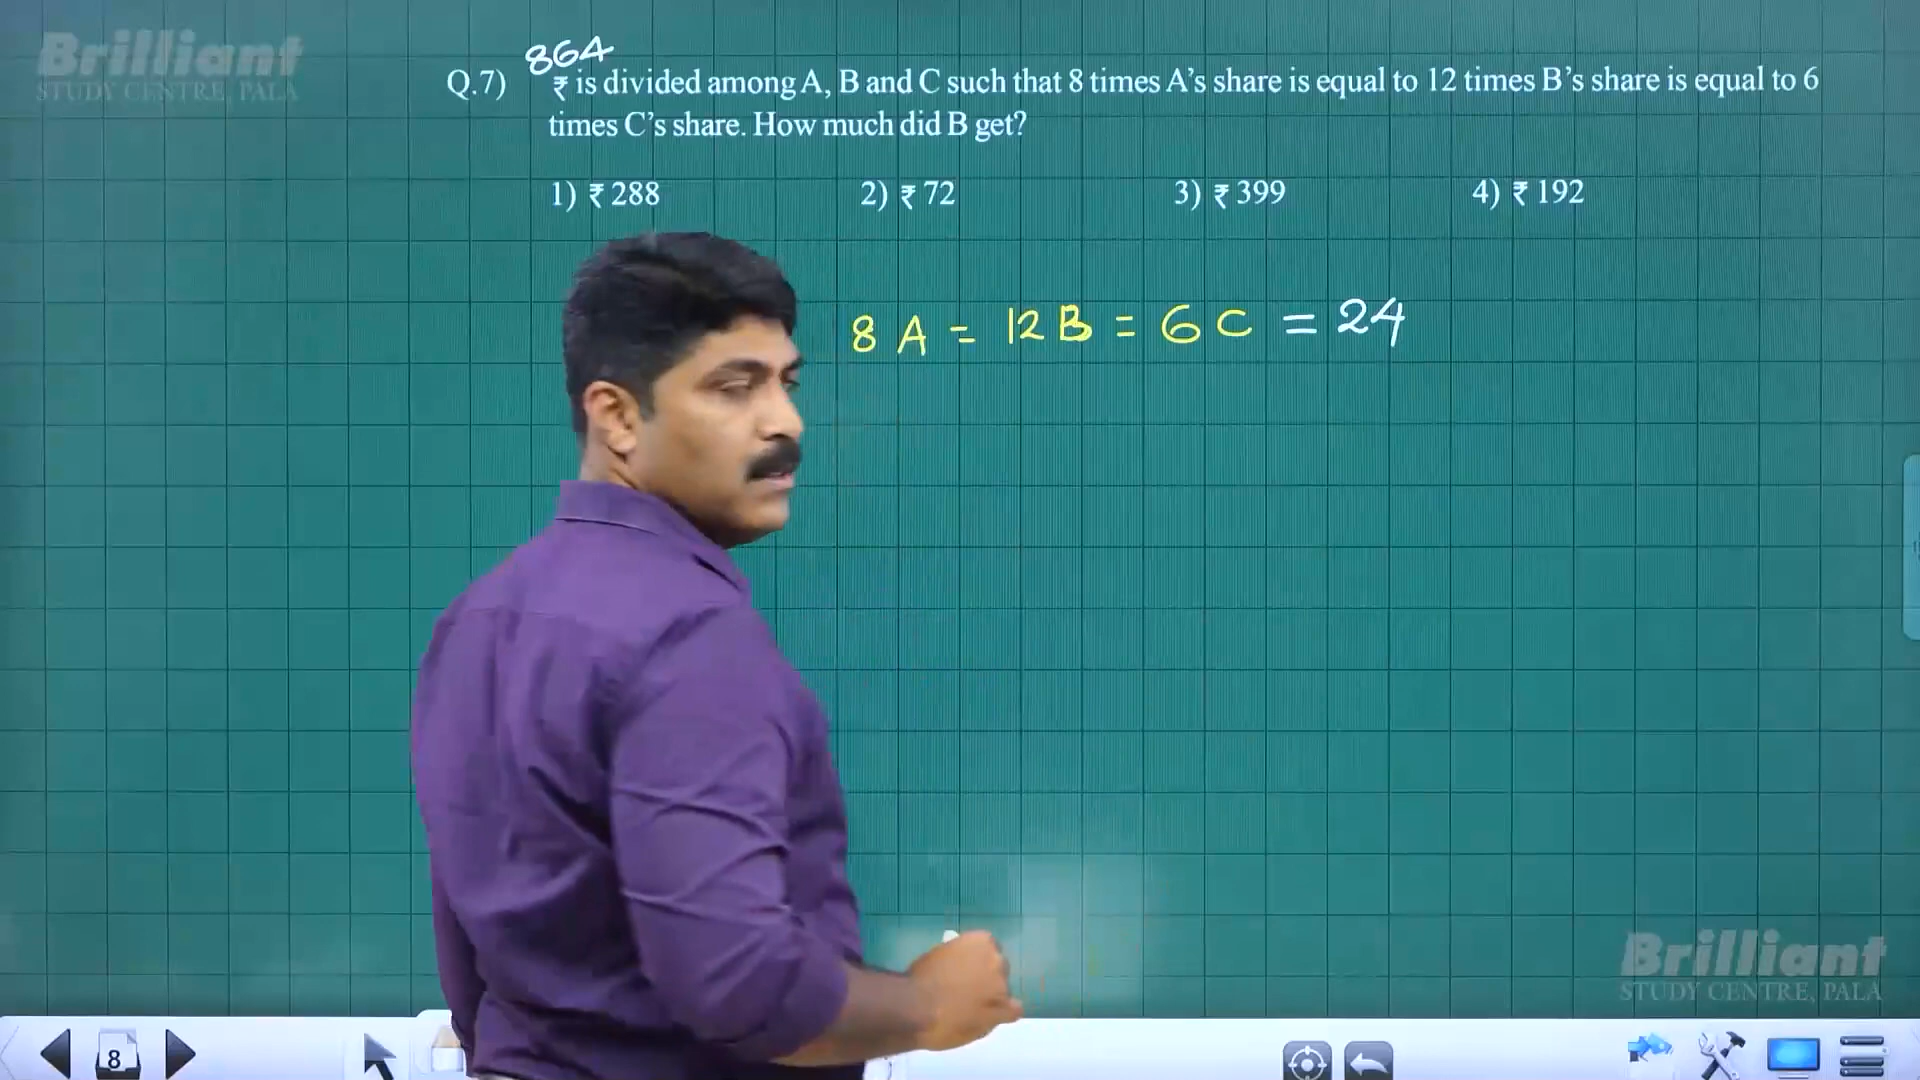 Brilliant
STUDY CENTRE, PALA
864
Q.7) ₹ is divided among A, B and C such that 8 times A’s share is equal to 12 times B’s share is equal to 6
times C’s share. How much did B get?
1) ₹ 288 2) ₹ 72 3) ₹ 399 4) ₹ 192
8 A = 12 B = 6 C = 24
Brilliant
STUDY CENTRE, PALA
8